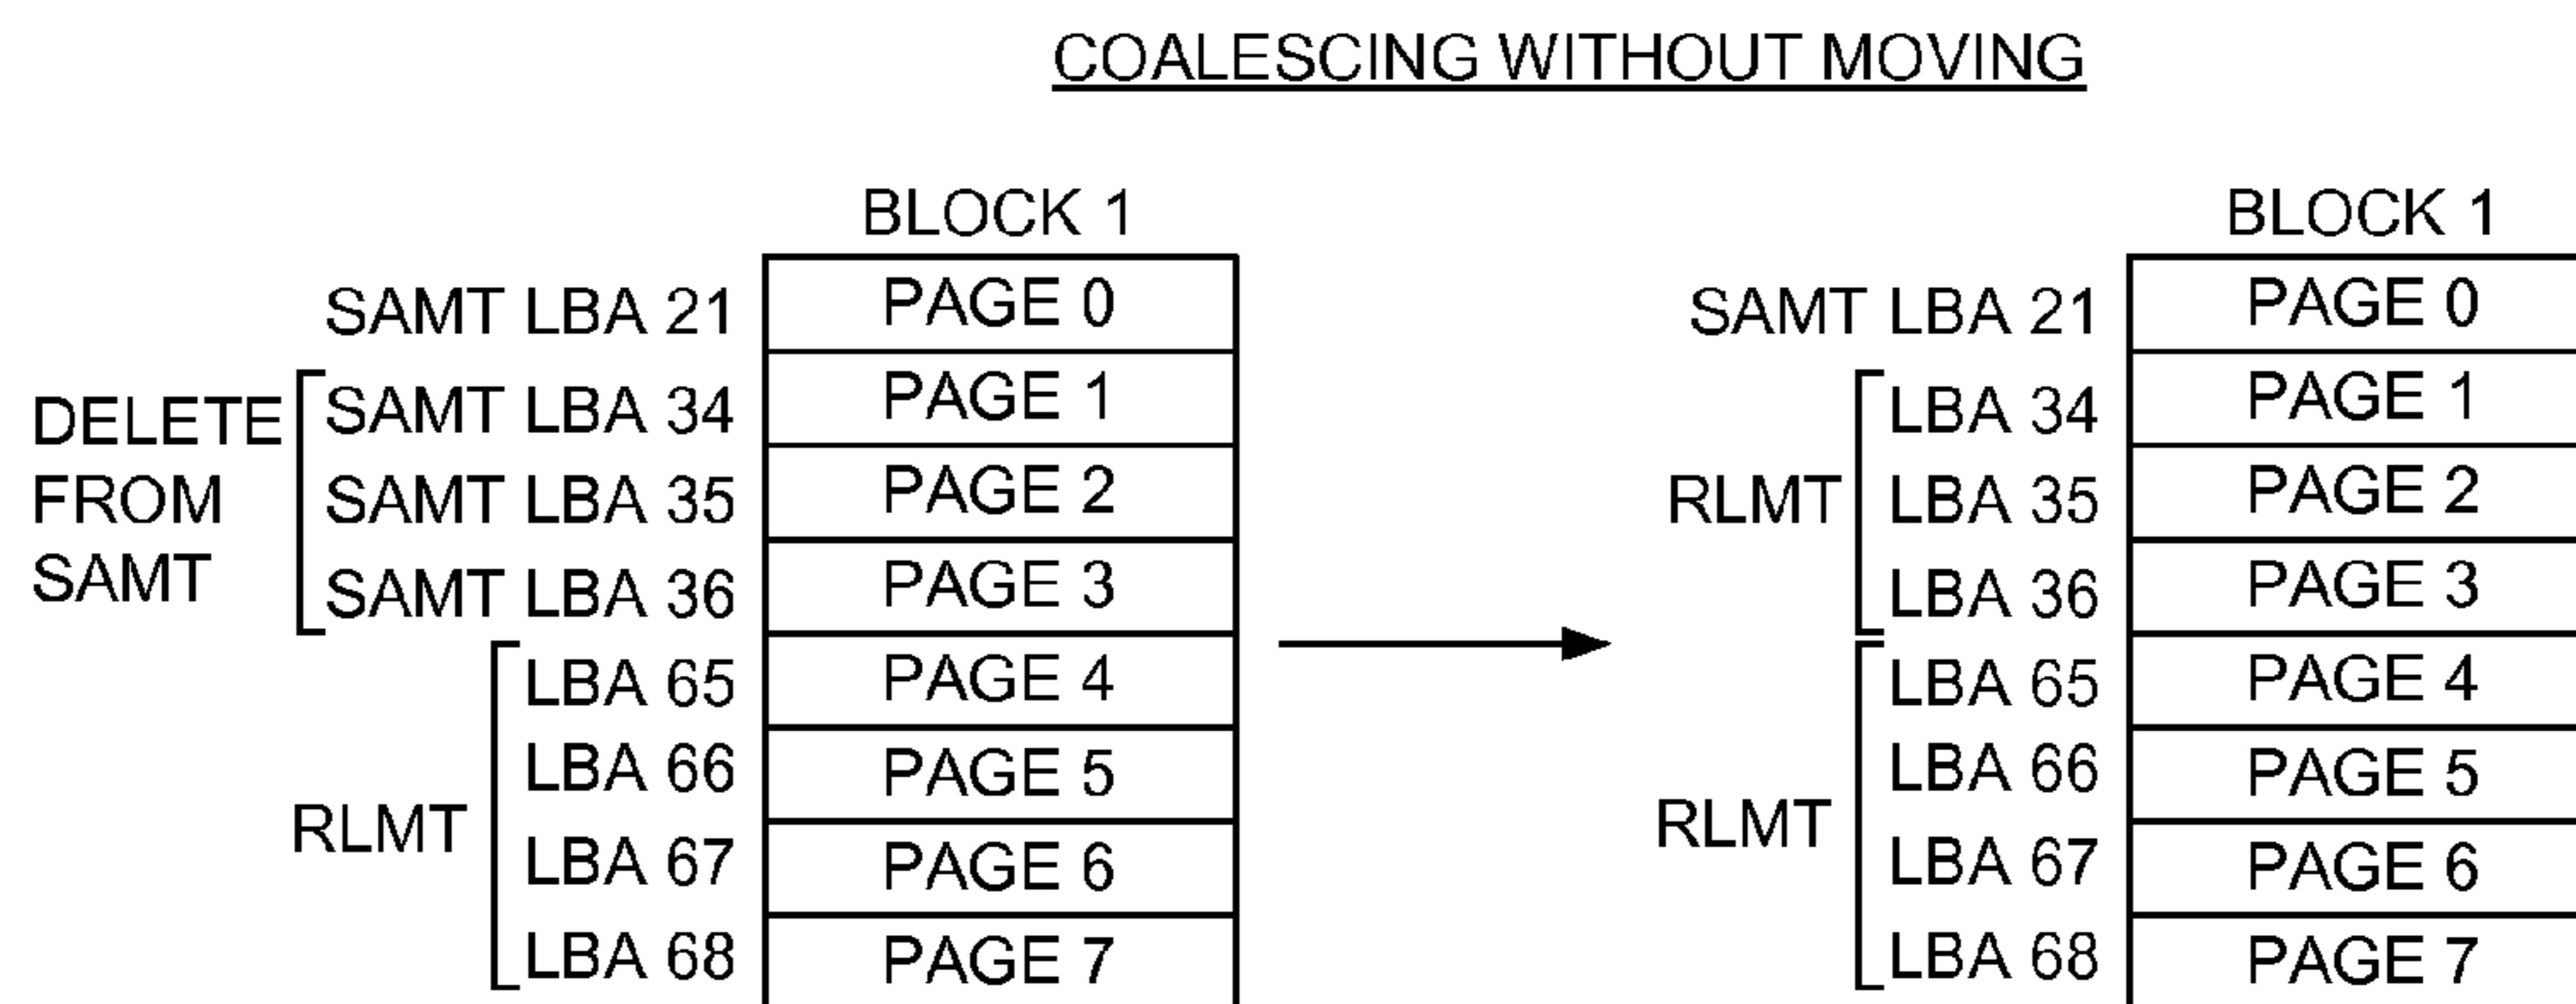 COALESCING WITHOUT MOVING
BLOCK 1
SAMT LBA 21 PAGE 0
DELETE FROM SAMT
SAMT LBA 34 PAGE 1
SAMT LBA 35 PAGE 2
SAMT LBA 36 PAGE 3
RLMT
LBA 65 PAGE 4
LBA 66 PAGE 5
LBA 67 PAGE 6
LBA 68 PAGE 7
BLOCK 1
SAMT LBA 21 PAGE 0
RLMT
LBA 34 PAGE 1
LBA 35 PAGE 2
LBA 36 PAGE 3
RLMT
LBA 65 PAGE 4
LBA 66 PAGE 5
LBA 67 PAGE 6
LBA 68 PAGE 7